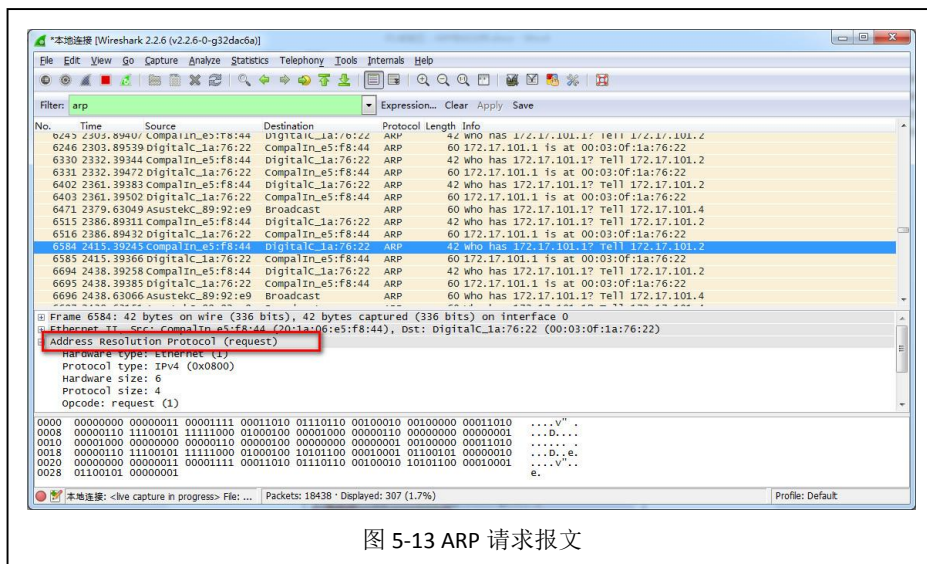 *本地连接 [Wireshark 2.2.6 (v2.2.6-0-g32dac6a)]
File Edit View Go Capture Analyze Statistics Telephony Tools Internals Help
Filter: arp Expression... Clear Apply Save
No. Time Source Destination Protocol Length Info
6245 2303.89407 CompalIn_e5:f8:44 DigitalC_1a:76:22 ARP 42 who has 172.17.101.1? Tell 172.17.101.2
6246 2303.89539 DigitalC_1a:76:22 CompalIn_e5:f8:44 ARP 60 172.17.101.1 is at 00:03:0f:1a:76:22
6330 2332.39344 CompalIn_e5:f8:44 DigitalC_1a:76:22 ARP 42 who has 172.17.101.1? Tell 172.17.101.2
6331 2332.39472 DigitalC_1a:76:22 CompalIn_e5:f8:44 ARP 60 172.17.101.1 is at 00:03:0f:1a:76:22
6402 2361.39383 CompalIn_e5:f8:44 DigitalC_1a:76:22 ARP 42 who has 172.17.101.1? Tell 172.17.101.2
6403 2361.39502 DigitalC_1a:76:22 CompalIn_e5:f8:44 ARP 60 172.17.101.1 is at 00:03:0f:1a:76:22
6471 2379.63049 AsustekC_89:92:e9 Broadcast ARP 60 who has 172.17.101.1? Tell 172.17.101.4
6515 2386.89311 CompalIn_e5:f8:44 DigitalC_1a:76:22 ARP 42 who has 172.17.101.1? Tell 172.17.101.2
6516 2386.89432 DigitalC_1a:76:22 CompalIn_e5:f8:44 ARP 60 172.17.101.1 is at 00:03:0f:1a:76:22
6584 2415.39245 CompalIn_e5:f8:44 DigitalC_1a:76:22 ARP 42 who has 172.17.101.1? Tell 172.17.101.2
6585 2415.39366 DigitalC_1a:76:22 CompalIn_e5:f8:44 ARP 60 172.17.101.1 is at 00:03:0f:1a:76:22
6694 2438.39258 CompalIn_e5:f8:44 DigitalC_1a:76:22 ARP 42 who has 172.17.101.1? Tell 172.17.101.2
6695 2438.39385 DigitalC_1a:76:22 CompalIn_e5:f8:44 ARP 60 172.17.101.1 is at 00:03:0f:1a:76:22
6696 2438.63066 AsustekC_89:92:e9 Broadcast ARP 60 who has 172.17.101.1? Tell 172.17.101.4
Frame 6584: 42 bytes on wire (336 bits), 42 bytes captured (336 bits) on interface 0
Ethernet II, Src: CompalIn_e5:f8:44 (20:1a:06:e5:f8:44), Dst: DigitalC_1a:76:22 (00:03:0f:1a:76:22)
Address Resolution Protocol (request)
Hardware type: Ethernet (1)
Protocol type: IPv4 (0x0800)
Hardware size: 6
Protocol size: 4
Opcode: request (1)
0000 00000000 00000011 00001111 00011010 01110110 00100010 00100000 00011010 ....v" .
0008 00000110 11100101 11111000 01000100 00001000 00000110 00000000 00000001 ...D....
0010 00001000 00000000 00000110 00000100 00000000 00000001 00100000 00011010 ...... .
0018 00000110 11100101 11111000 01000100 10101100 00010001 01100101 00000010 ...D..e.
0020 00000000 00000011 00001111 00011010 01110110 00100010 10101100 00010001 ....v"..
0028 01100101 00000001 e.
本地连接: <live capture in progress> File: ... Packets: 18438 · Displayed: 307 (1.7%) Profile: Default
图 5-13 ARP 请求报文